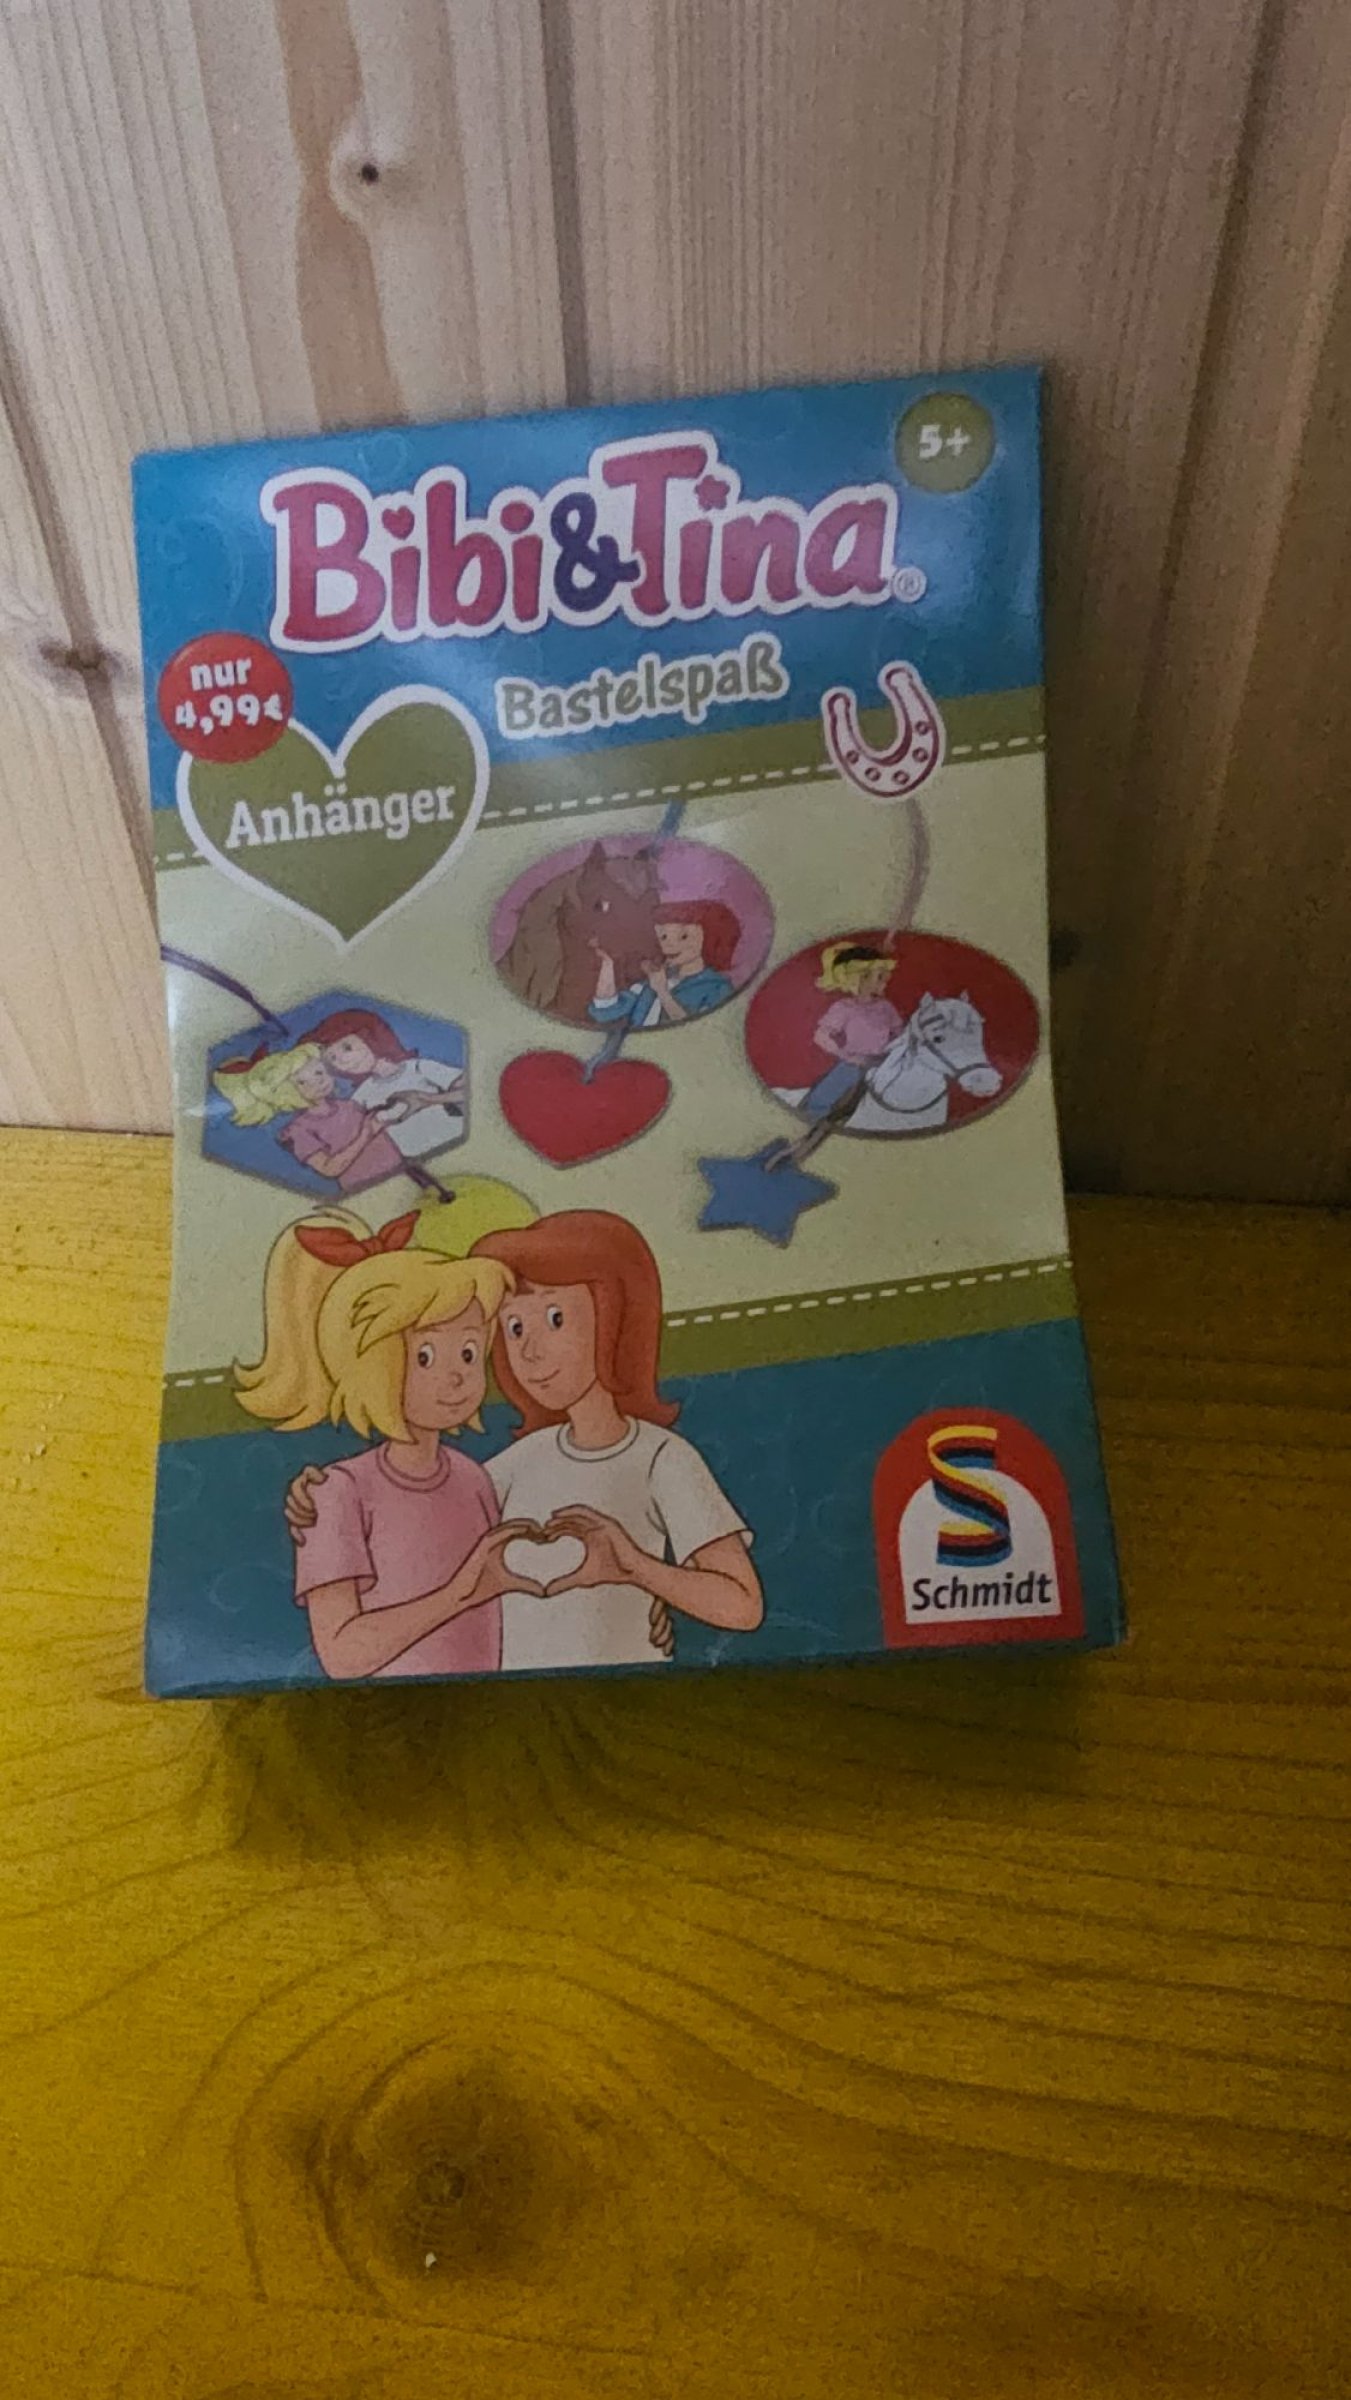 5+
Bibi&Tina®
Bastelspaß
nur
4,99€
Anhänger
Schmidt